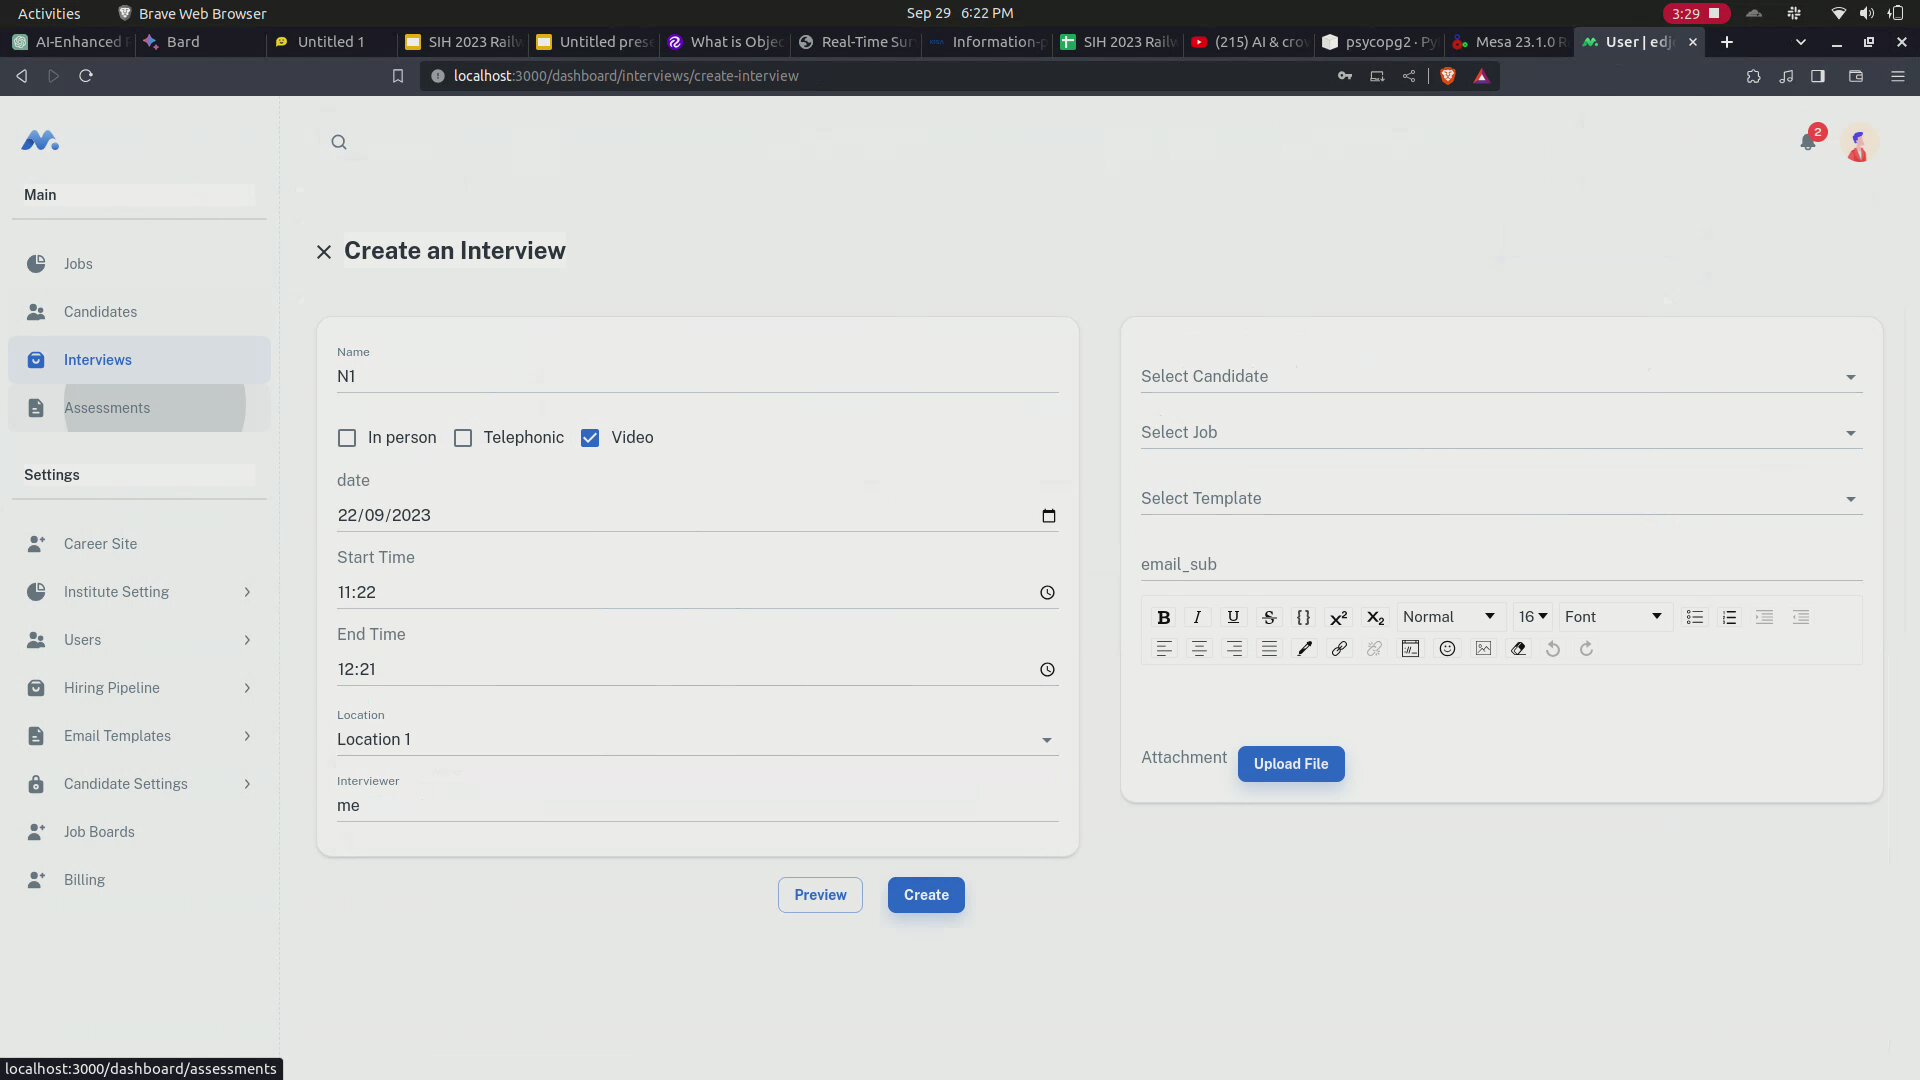 Activities
Brave Web Browser
Sep 29 6:22 PM
3:29
AI-Enhanced
Bard
Untitled 1
SIH 2023 Railw
Untitled prese
What is Objec
Real-Time Sur
Information-p
SIH 2023 Railw
(215) AI & crow
psycopg2 · Py
Mesa 23.1.0 R
User | edjo
localhost:3000/dashboard/interviews/create-interview
2
Main
Jobs
Candidates
Interviews
Assessments
Settings
Career Site
Institute Setting
Users
Hiring Pipeline
Email Templates
Candidate Settings
Job Boards
Billing
Create an Interview
Name
N1
In person
Telephonic
Video
date
22/09/2023
Start Time
11:22
End Time
12:21
Location
Location 1
Interviewer
me
Select Candidate
Select Job
Select Template
email_sub
Normal
16
Font
Attachment
Upload File
Preview
Create
localhost:3000/dashboard/assessments